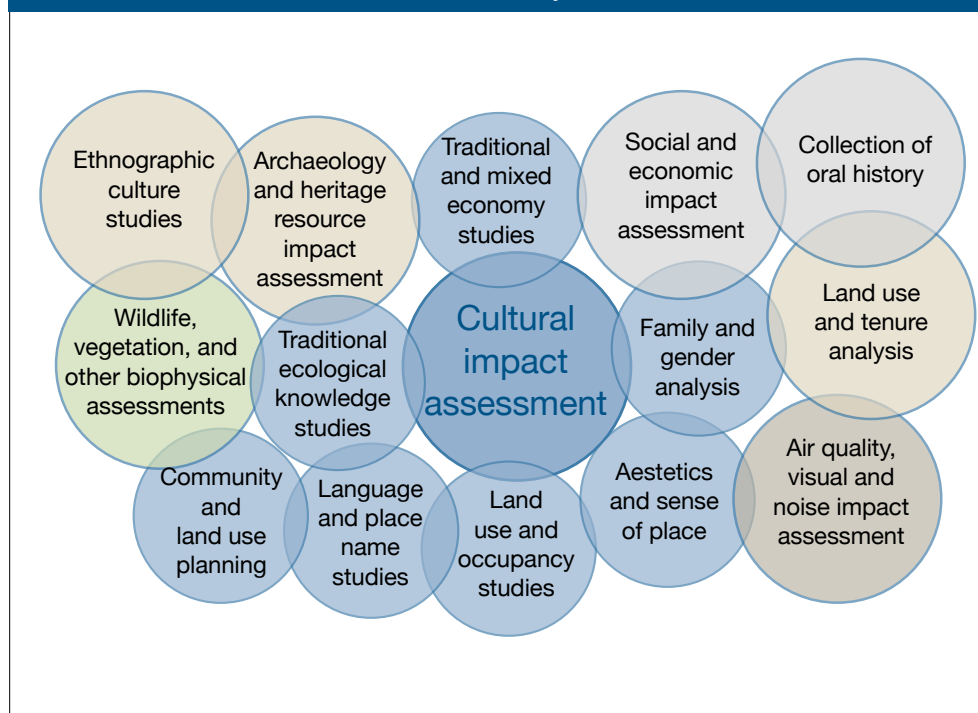 Ethnographic
culture
studies
Archaeology
and heritage
resource
impact
assessment
Traditional
and mixed
economy
studies
Social and
economic
impact
assessment
Collection of
oral history
Wildlife,
vegetation, and
other biophysical
assessments
Traditional
ecological
knowledge
studies
Cultural
impact
assessment
Family and
gender
analysis
Land use
and tenure
analysis
Community
and
land use
planning
Language
and place
name
studies
Land
use and
occupancy
studies
Aestetics
and sense
of place
Air quality,
visual and
noise impact
assessment